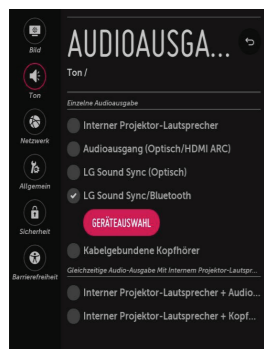 AUDIOAUSGA...
Ton /
Bild
Ton
Netzwerk
Allgemein
Sicherheit
Barrierefreiheit
Einzelne Audioausgabe
Interner Projektor-Lautsprecher
Audioausgang (Optisch/HDMI ARC)
LG Sound Sync (Optisch)
LG Sound Sync/Bluetooth
GERÄTEAUSWAHL
Kabelgebundene Kopfhörer
Gleichzeitige Audio-Ausgabe Mit Internem Projektor-Lautspr...
Interner Projektor-Lautsprecher + Audio...
Interner Projektor-Lautsprecher + Kopf...